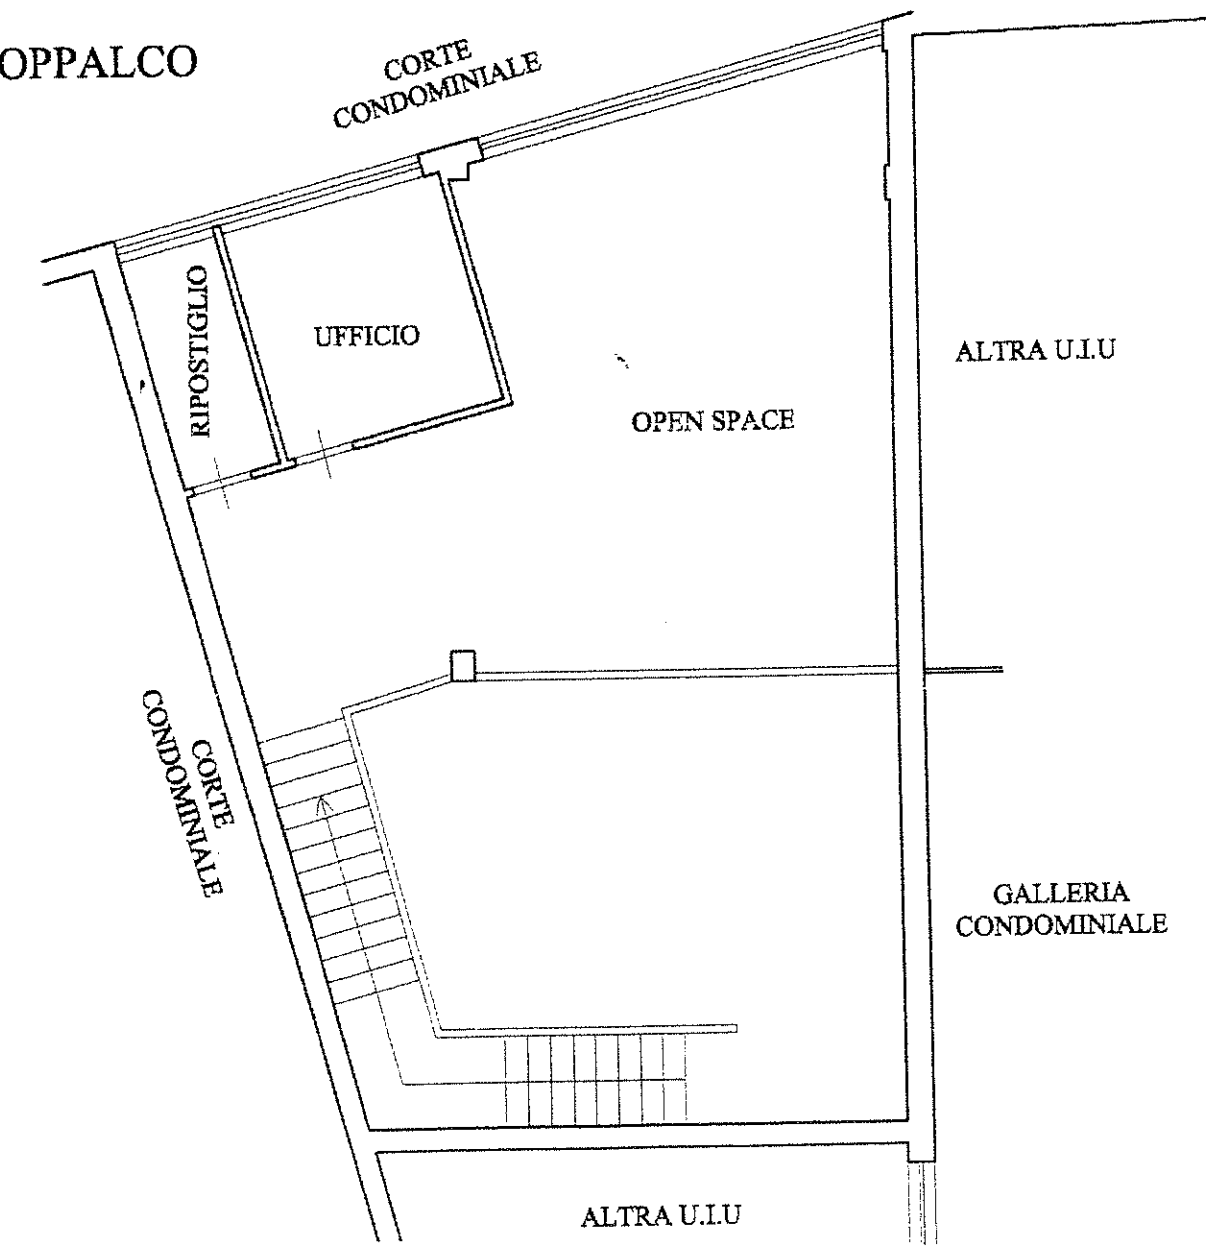 OPPALCO
CORTE
CONDOMINIALE
RIPOSTIGLIO
UFFICIO
ALTRA U.I.U
OPEN SPACE
CORTE
CONDOMINIALE
GALLERIA
CONDOMINIALE
ALTRA U.I.U